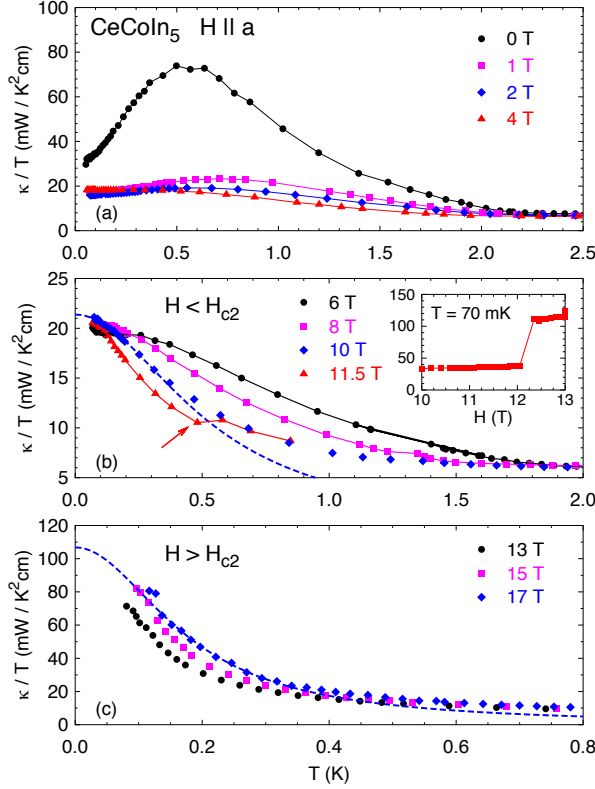 CeCoIn5 H || a
0 T
1 T
2 T
4 T
κ / T (mW / K²cm)
100
80
60
40
20
0
(a)
0.0 0.5 1.0 1.5 2.0 2.5
H < Hc2
6 T
8 T
10 T
11.5 T
T = 70 mK
150
100
50
0
10 11 12 13
H (T)
κ / T (mW / K²cm)
25
20
15
10
5
(b)
0.0 0.5 1.0 1.5 2.0
H > Hc2
13 T
15 T
17 T
κ / T (mW / K²cm)
120
100
80
60
40
20
0
(c)
0.0 0.2 0.4 0.6 0.8
T (K)